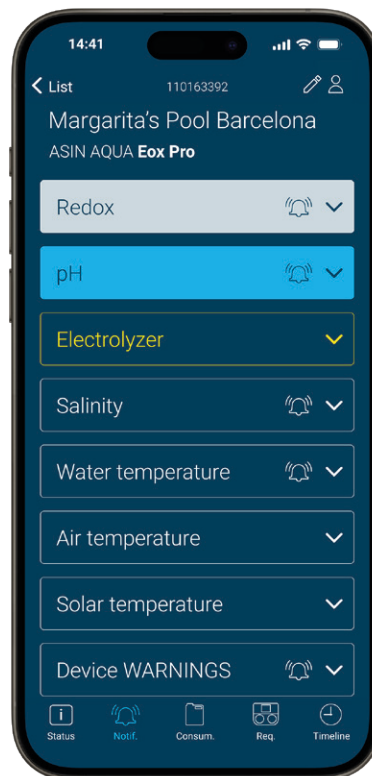 14:41
List 110163392
Margarita's Pool Barcelona
ASIN AQUA Eox Pro
Redox
pH
Electrolyzer
Salinity
Water temperature
Air temperature
Solar temperature
Device WARNINGS
Status Notif. Consum. Req. Timeline